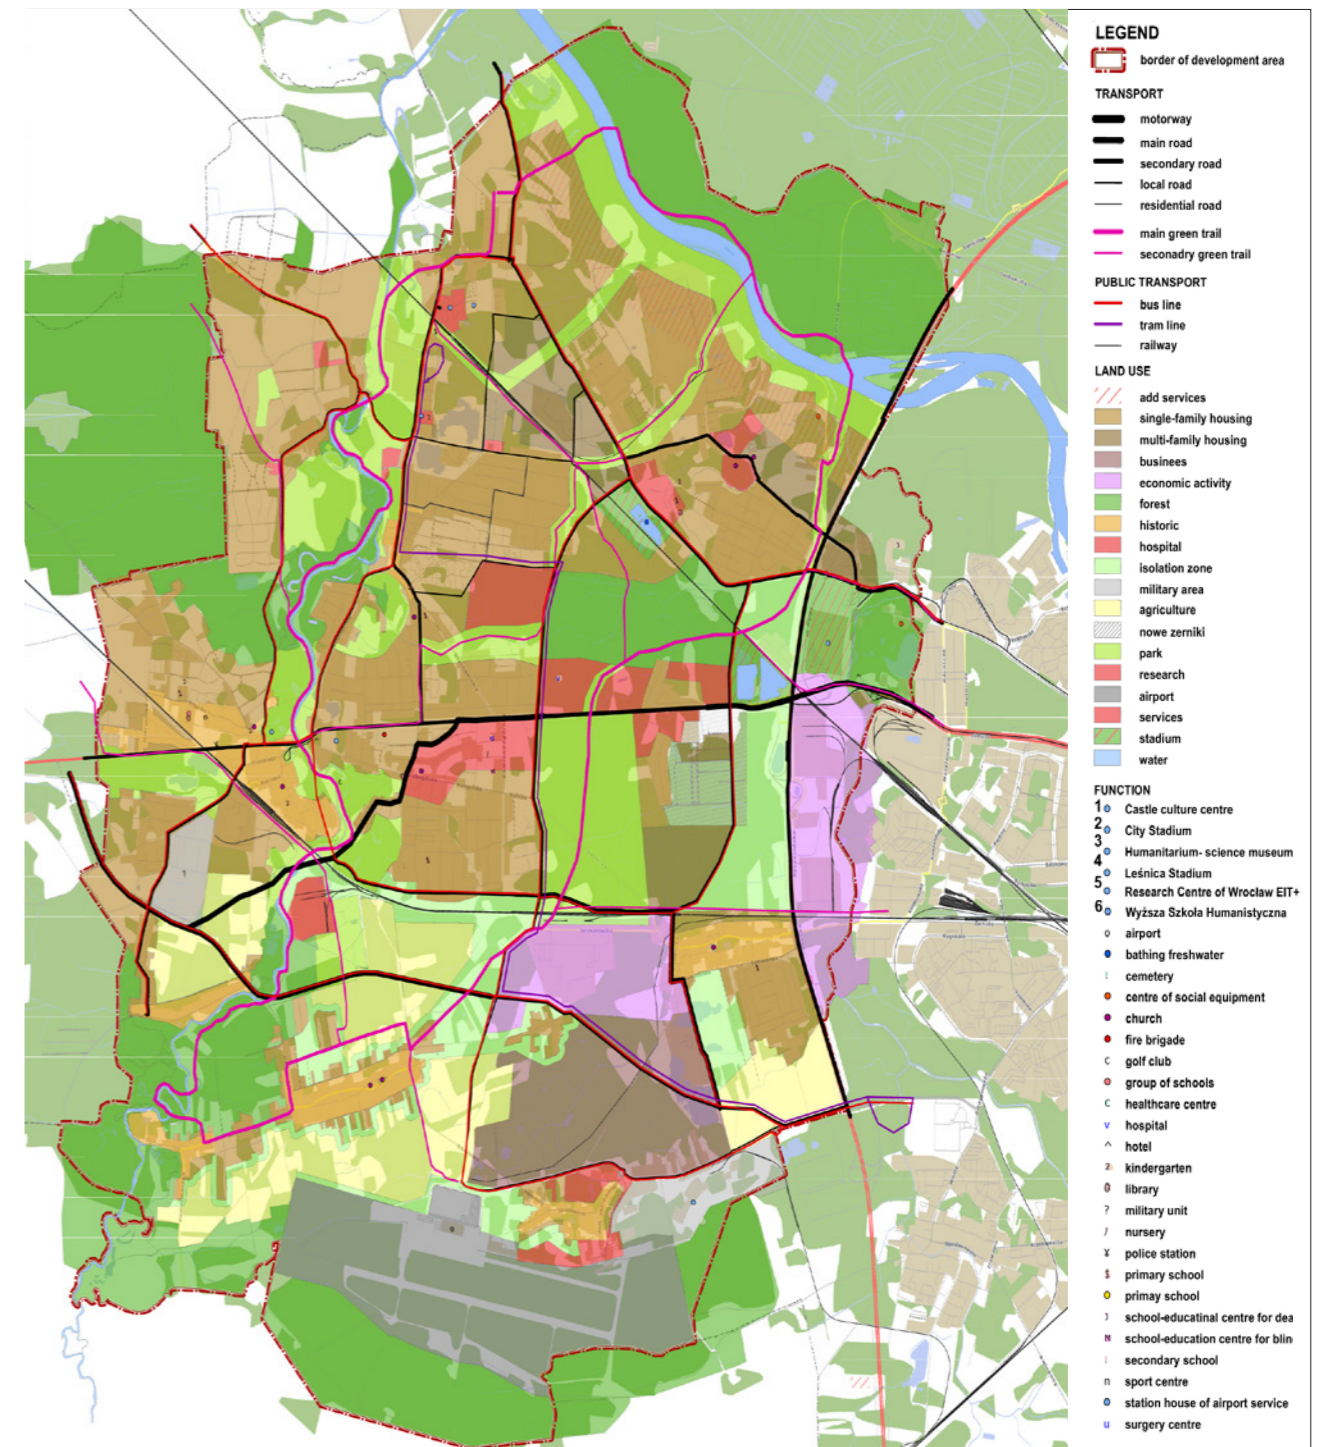 LEGEND
border of development area
TRANSPORT
motorway
main road
secondary road
local road
residential road
main green trail
seconadry green trail
PUBLIC TRANSPORT
bus line
tram line
railway
LAND USE
add services
single-family housing
multi-family housing
businees
economic activity
forest
historic
hospital
isolation zone
military area
agriculture
nowe zerniki
park
research
airport
services
stadium
water
FUNCTION
1 Castle culture centre
2 City Stadium
3 Humanitarium- science museum
4 Leśnica Stadium
5 Research Centre of Wrocław EIT+
6 Wyższa Szkoła Humanistyczna
airport
bathing freshwater
cemetery
centre of social equipment
church
fire brigade
golf club
group of schools
healthcare centre
hospital
hotel
kindergarten
library
military unit
nursery
police station
primary school
primay school
school-educatinal centre for dea
school-education centre for blin
secondary school
sport centre
station house of airport service
surgery centre